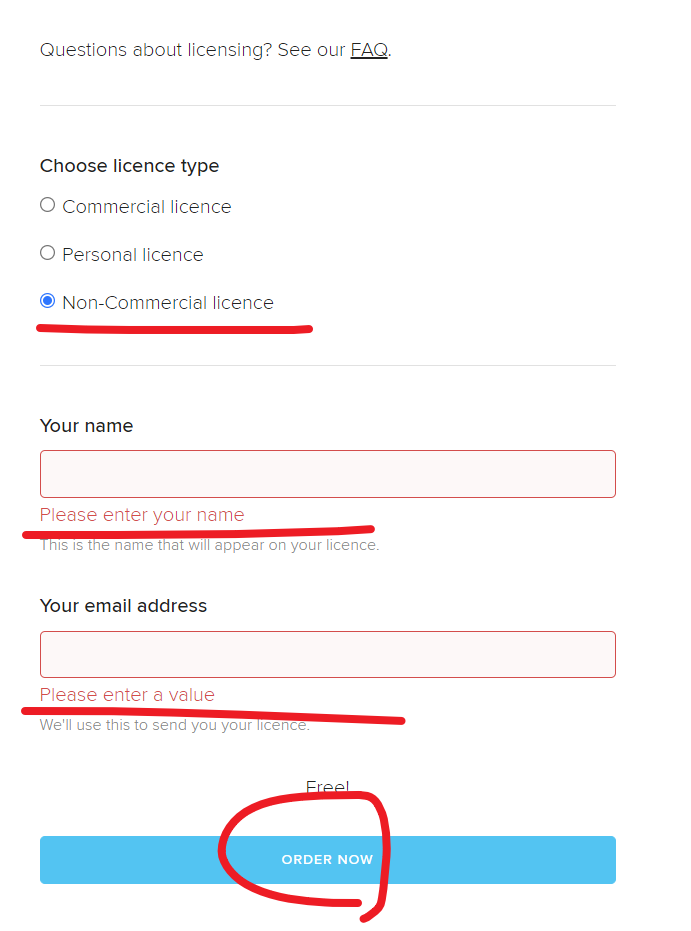 Questions about licensing? See our FAQ.
Choose licence type
Commercial licence
Personal licence
Non-Commercial licence
Your name
Please enter your name
This is the name that will appear on your licence.
Your email address
Please enter a value
We'll use this to send you your licence.
Free!
ORDER NOW